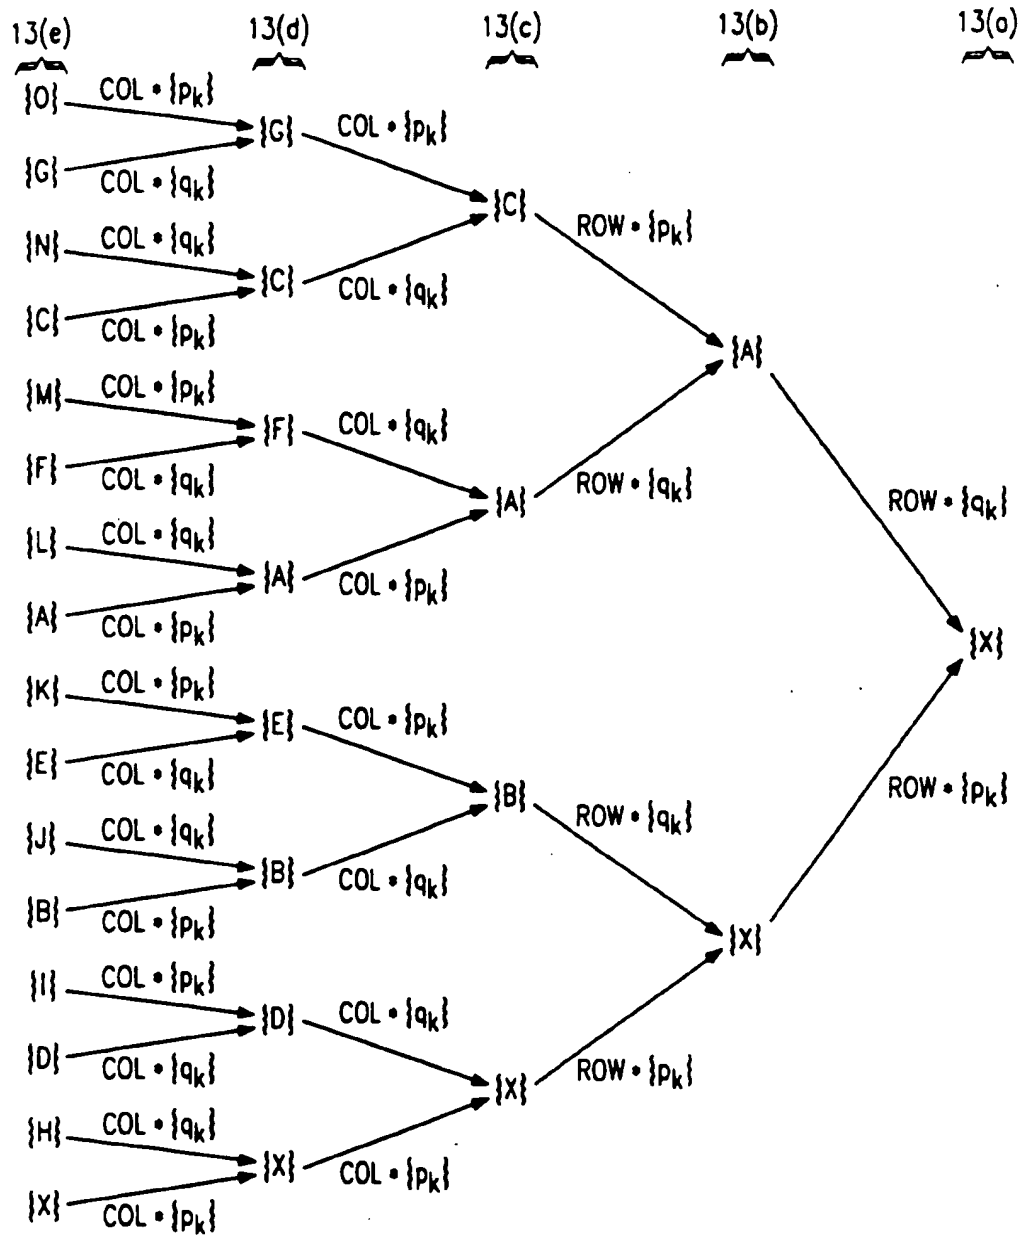 13(e) 13(d) 13(c) 13(b) 13(a)
{O} COL * {pk}
{G} COL * {pk}
{G} COL * {qk}
{C} ROW * {pk}
{N} COL * {qk}
{C} COL * {qk}
{C} COL * {pk}
{A} ROW * {qk}
{M} COL * {pk}
{F} COL * {qk}
{F} COL * {qk}
{A} ROW * {qk}
{L} COL * {qk}
{A} COL * {pk}
{A} COL * {pk}
{X}
{K} COL * {pk}
{E} COL * {pk}
{E} COL * {qk}
{B} ROW * {qk}
{J} COL * {qk}
{B} COL * {qk}
{B} COL * {pk}
{X} ROW * {pk}
{I} COL * {pk}
{D} COL * {qk}
{D} COL * {qk}
{X} ROW * {pk}
{H} COL * {qk}
{X} COL * {pk}
{X} COL * {pk}